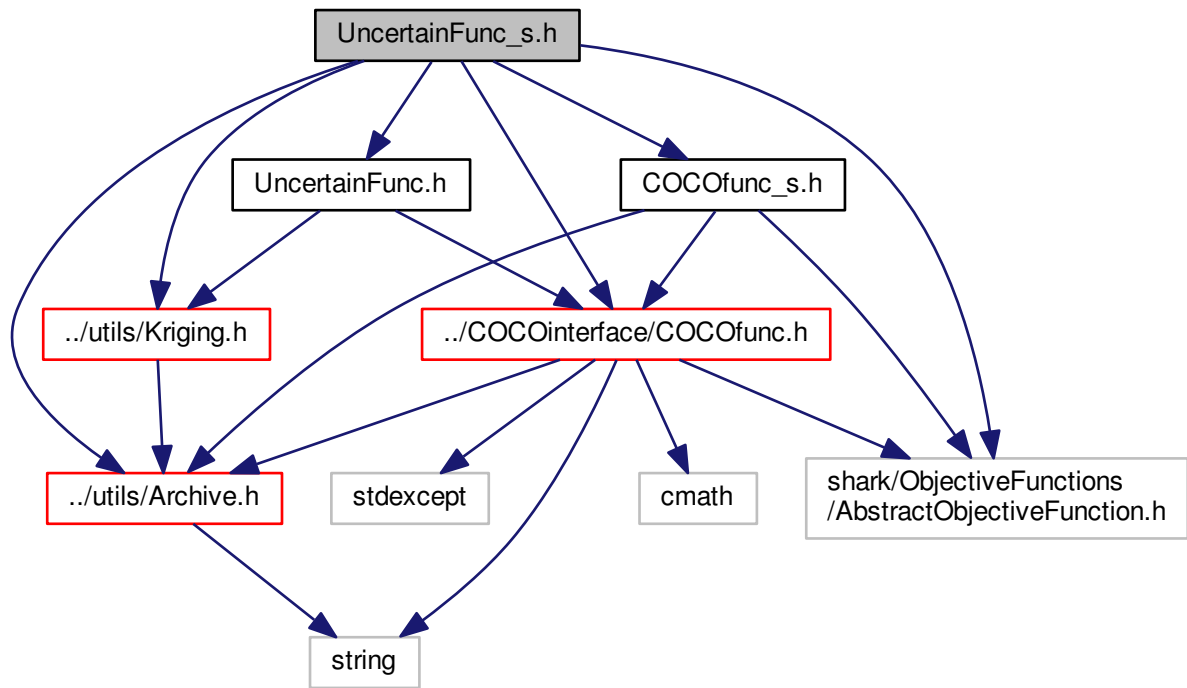 UncertainFunc_s.h
UncertainFunc.h
COCOfunc_s.h
../utils/Kriging.h
../COCOinterface/COCOfunc.h
../utils/Archive.h
stdexcept
cmath
shark/ObjectiveFunctions
/AbstractObjectiveFunction.h
string